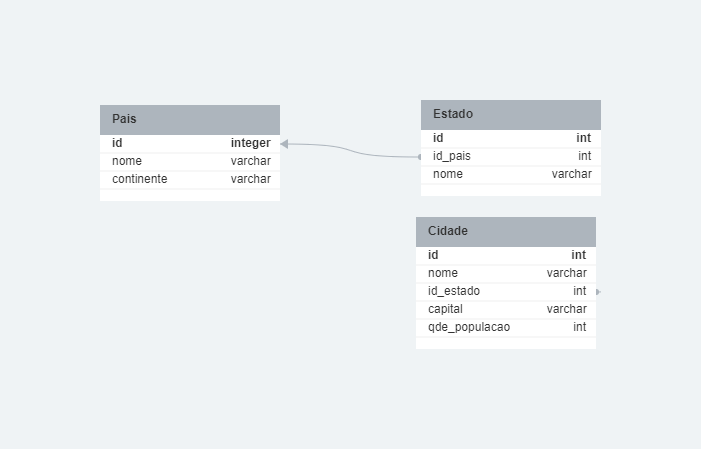 Pais
id integer
nome varchar
continente varchar
Estado
id int
id_pais int
nome varchar
Cidade
id int
nome varchar
id_estado int
capital varchar
qde_populacao int